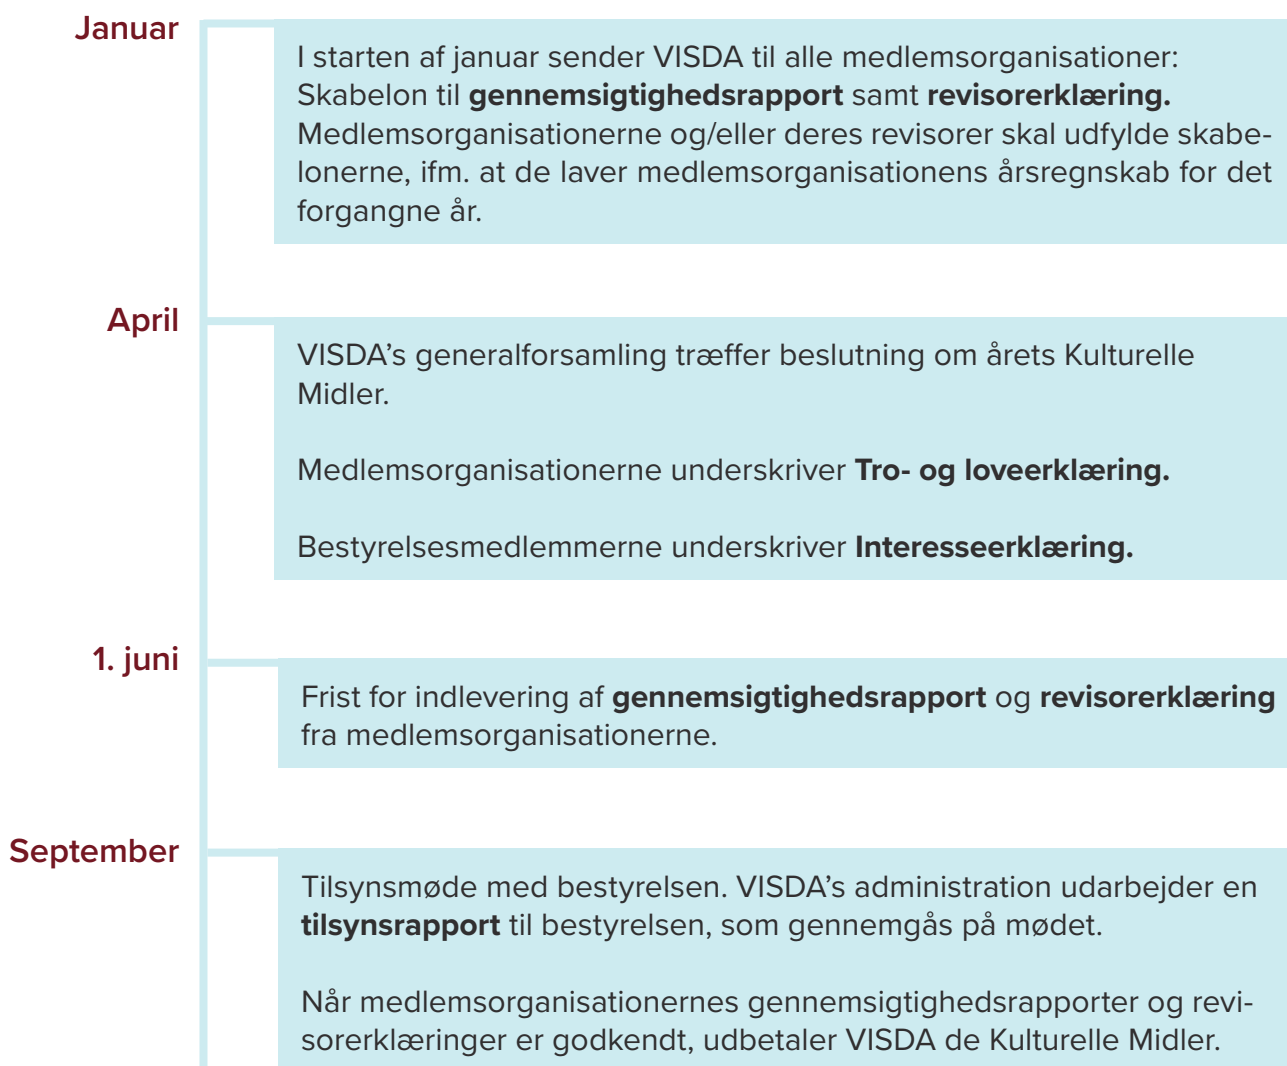 Januar
I starten af januar sender VISDA til alle medlemsorganisationer:
Skabelon til gennemsigtighedsrapport samt revisorerklæring.
Medlemsorganisationerne og/eller deres revisorer skal udfylde skabe-
lonerne, ifm. at de laver medlemsorganisationens årsregnskab for det
forgangne år.
April
VISDA’s generalforsamling træffer beslutning om årets Kulturelle
Midler.
Medlemsorganisationerne underskriver Tro- og loveerklæring.
Bestyrelsesmedlemmerne underskriver Interesseerklæring.
1. juni
Frist for indlevering af gennemsigtighedsrapport og revisorerklæring
fra medlemsorganisationerne.
September
Tilsynsmøde med bestyrelsen. VISDA’s administration udarbejder en
tilsynsrapport til bestyrelsen, som gennemgås på mødet.
Når medlemsorganisationernes gennemsigtighedsrapporter og revi-
sorerklæringer er godkendt, udbetaler VISDA de Kulturelle Midler.